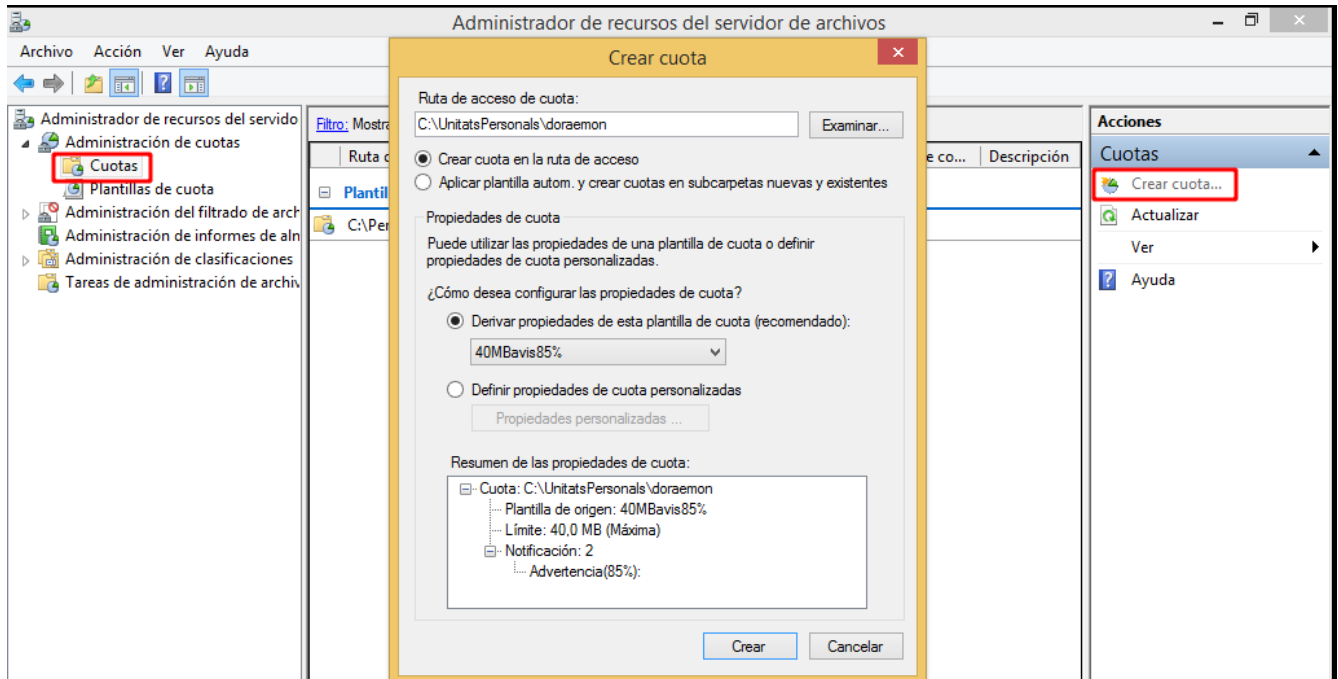 Administrador de recursos del servidor de archivos
Archivo Acción Ver Ayuda
Administrador de recursos del servido
Administración de cuotas
Cuotas
Plantillas de cuota
Administración del filtrado de arch
Administración de informes de aln
Administración de clasificaciones
Tareas de administración de archiv
Filtro: Mostra
Ruta d
Plantil
C:\Per
e co... Descripción
Crear cuota
Ruta de acceso de cuota:
C:\UnitatsPersonals\doraemon Examinar...
Crear cuota en la ruta de acceso
Aplicar plantilla autom. y crear cuotas en subcarpetas nuevas y existentes
Propiedades de cuota
Puede utilizar las propiedades de una plantilla de cuota o definir
propiedades de cuota personalizadas.
¿Cómo desea configurar las propiedades de cuota?
Derivar propiedades de esta plantilla de cuota (recomendado):
40MBavis85%
Definir propiedades de cuota personalizadas
Propiedades personalizadas ...
Resumen de las propiedades de cuota:
Cuota: C:\UnitatsPersonals\doraemon
Plantilla de origen: 40MBavis85%
Límite: 40,0 MB (Máxima)
Notificación: 2
Advertencia(85%):
Crear Cancelar
Acciones
Cuotas
Crear cuota...
Actualizar
Ver
Ayuda